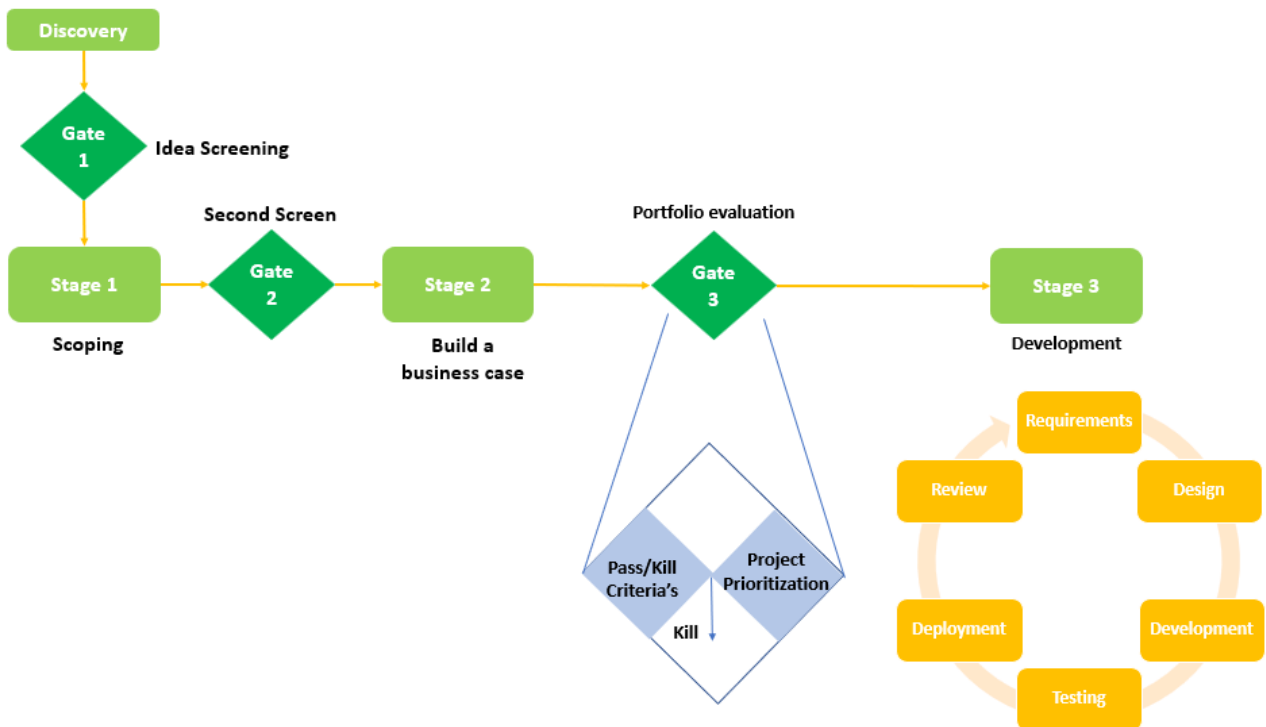 Discovery
Gate
1
Idea Screening
Second Screen
Portfolio evaluation
Stage 1
Gate
2
Stage 2
Gate
3
Stage 3
Scoping
Build a
business case
Development
Pass/Kill
Criteria's
Project
Prioritization
Kill
Requirements
Design
Development
Testing
Deployment
Review